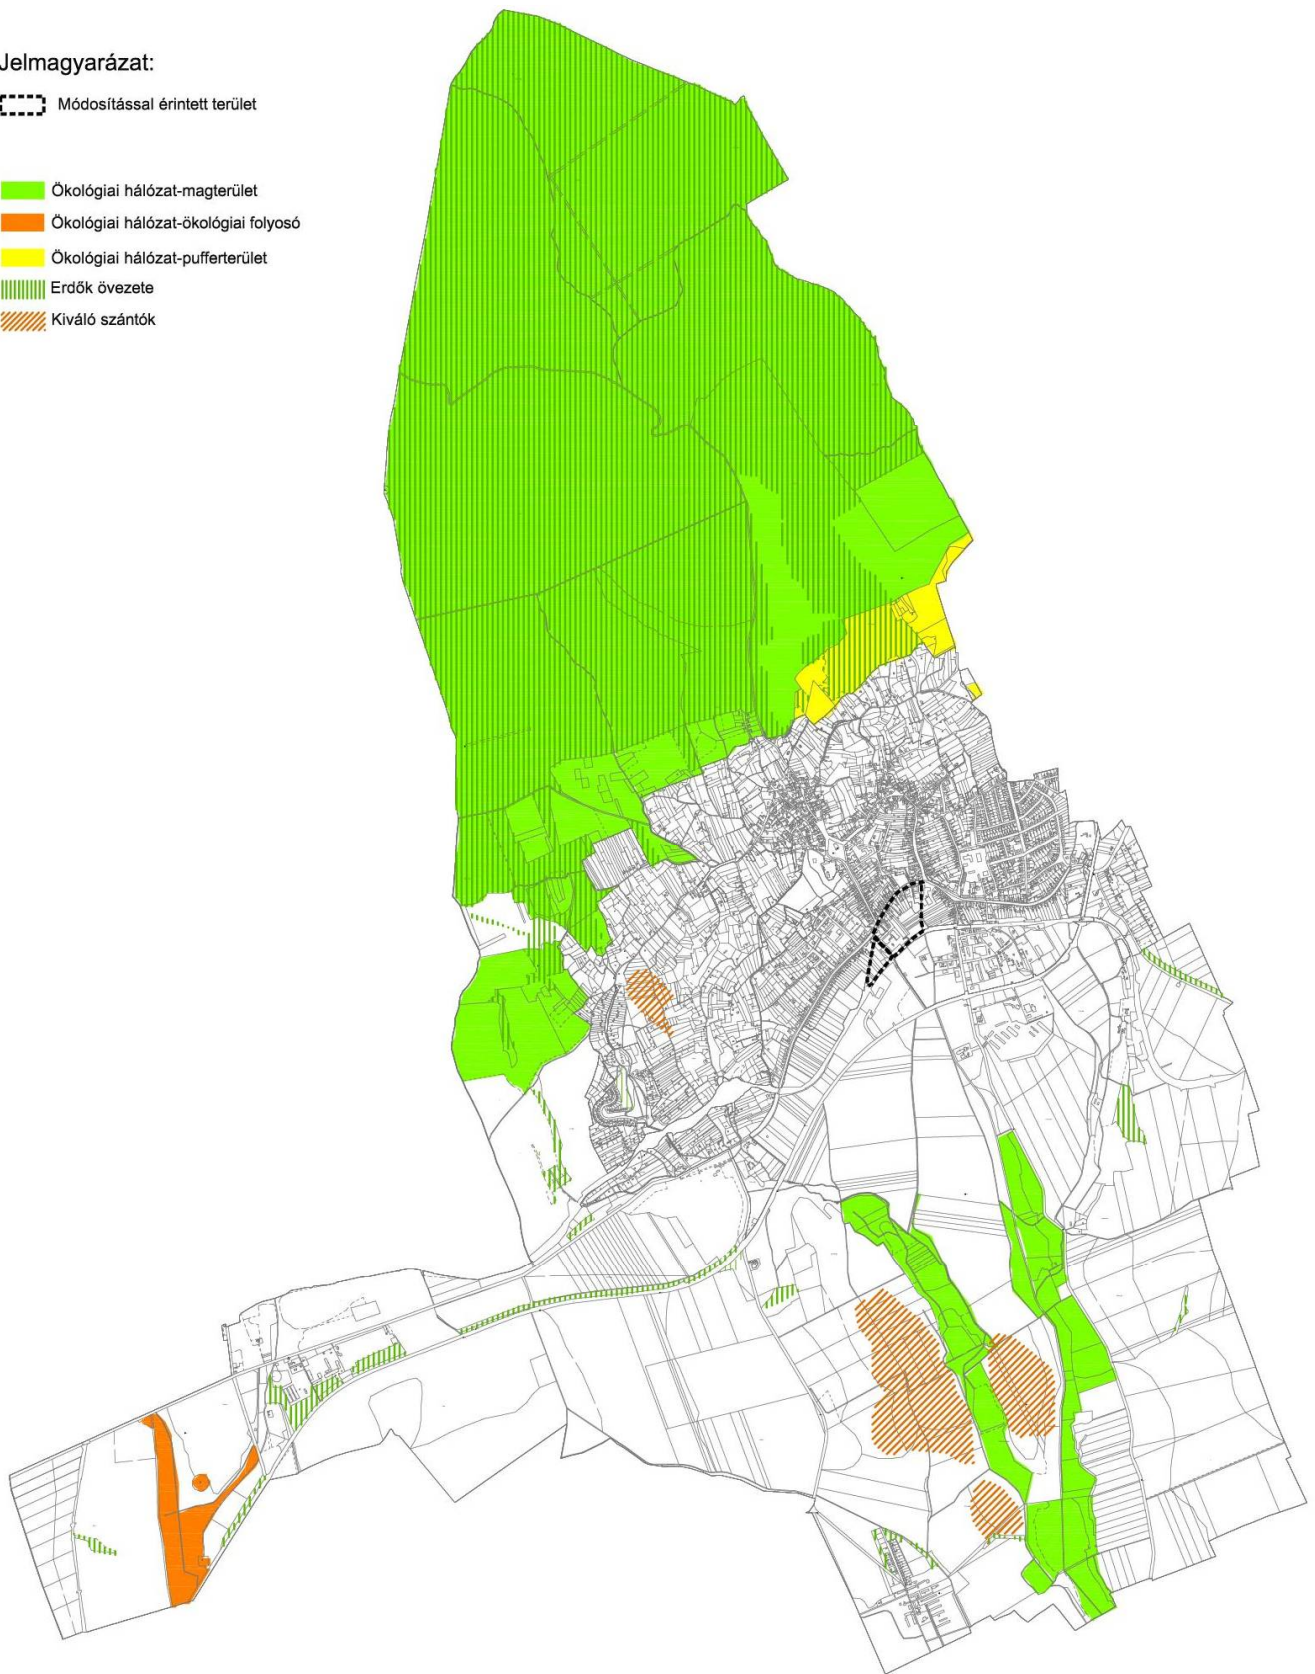 Jelmagyarázat:
Módosítással érintett terület
Ökológiai hálózat-magterület
Ökológiai hálózat-ökológiai folyosó
Ökológiai hálózat-pufferterület
Erdők övezete
Kiváló szántók